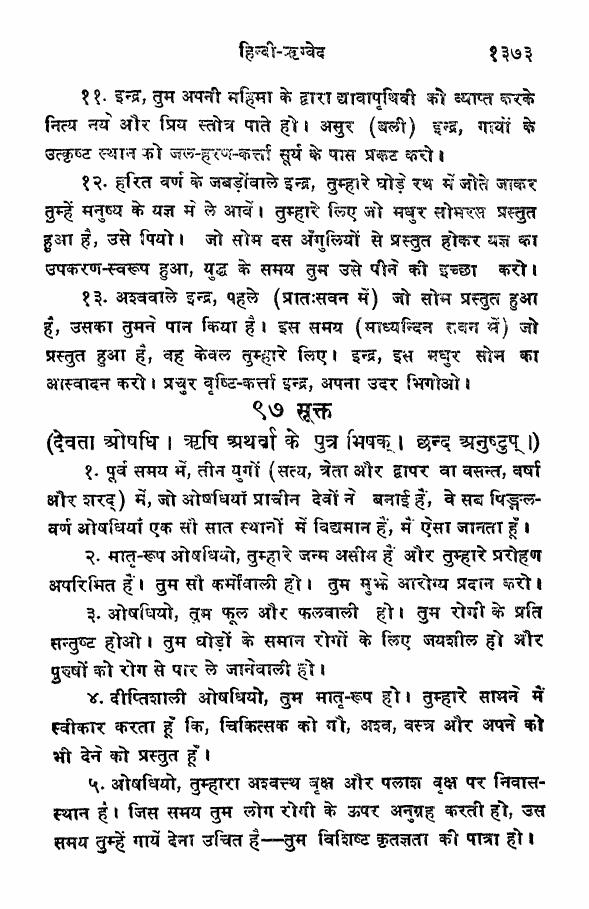 हिन्दी-ऋग्वेद १३७३
११. इन्द्र, तुम अपनी महिमा के द्वारा द्यावापृथिवी को व्याप्त करके
नित्य नये और प्रिय स्तोत्र पाते हो। असुर (बली) इन्द्र, गायों के
उत्कृष्ट स्थान को जल-हरण-कर्त्ता सूर्य के पास प्रकट करो।
१२. हरित वर्ण के जबड़ोंवाले इन्द्र, तुम्हारे घोड़े रथ में जोते जाकर
तुम्हें मनुष्य के यज्ञ में ले आवें। तुम्हारे लिए जो मधुर सोमरस प्रस्तुत
हुआ है, उसे पियो। जो सोम दस अँगुलियों से प्रस्तुत होकर यज्ञ का
उपकरण-स्वरूप हुआ, युद्ध के समय तुम उसे पीने की इच्छा करो।
१३. अश्ववाले इन्द्र, पहले (प्रातःसवन में) जो सोम प्रस्तुत हुआ
है, उसका तुमने पान किया है। इस समय (माध्यन्दिन सवन में) जो
प्रस्तुत हुआ है, वह केवल तुम्हारे लिए। इन्द्र, इस मधुर सोम का
आस्वादन करो। प्रचुर वृष्टि-कर्त्ता इन्द्र, अपना उदर भिगोओ।
९७ सूक्त
(देवता ओषधि। ऋषि अथर्वा के पुत्र भिषक्। छन्द अनुष्टुप्।)
१. पूर्व समय में, तीन युगों (सत्य, त्रेता और द्वापर वा वसन्त, वर्षा
और शरद्) में, जो ओषधियाँ प्राचीन देवों ने बनाई हैं, वे सब पिङ्गल-
वर्ण ओषधियाँ एक सौ सात स्थानों में विद्यमान हैं, मैं ऐसा जानता हूँ।
२. मातृ-रूप ओषधियो, तुम्हारे जन्म असीम हैं और तुम्हारे प्ररोहण
अपरिमित हैं। तुम सौ कर्मोंवाली हो। तुम मुझे आरोग्य प्रदान करो।
३. ओषधियो, तुम फूल और फलवाली हो। तुम रोगी के प्रति
सन्तुष्ट होओ। तुम घोड़ों के समान रोगों के लिए जयशील हो और
पुरुषों को रोग से पार ले जानेवाली हो।
४. दीप्तिशाली ओषधियो, तुम मातृ-रूप हो। तुम्हारे सामने मैं
स्वीकार करता हूँ कि, चिकित्सक को गौ, अश्व, वस्त्र और अपने को
भी देने को प्रस्तुत हूँ।
५. ओषधियो, तुम्हारा अश्वत्थ वृक्ष और पलाश वृक्ष पर निवास-
स्थान है। जिस समय तुम लोग रोगी के ऊपर अनुग्रह करती हो, उस
समय तुम्हें गायें देना उचित है—तुम विशिष्ट कृतज्ञता की पात्रा हो।